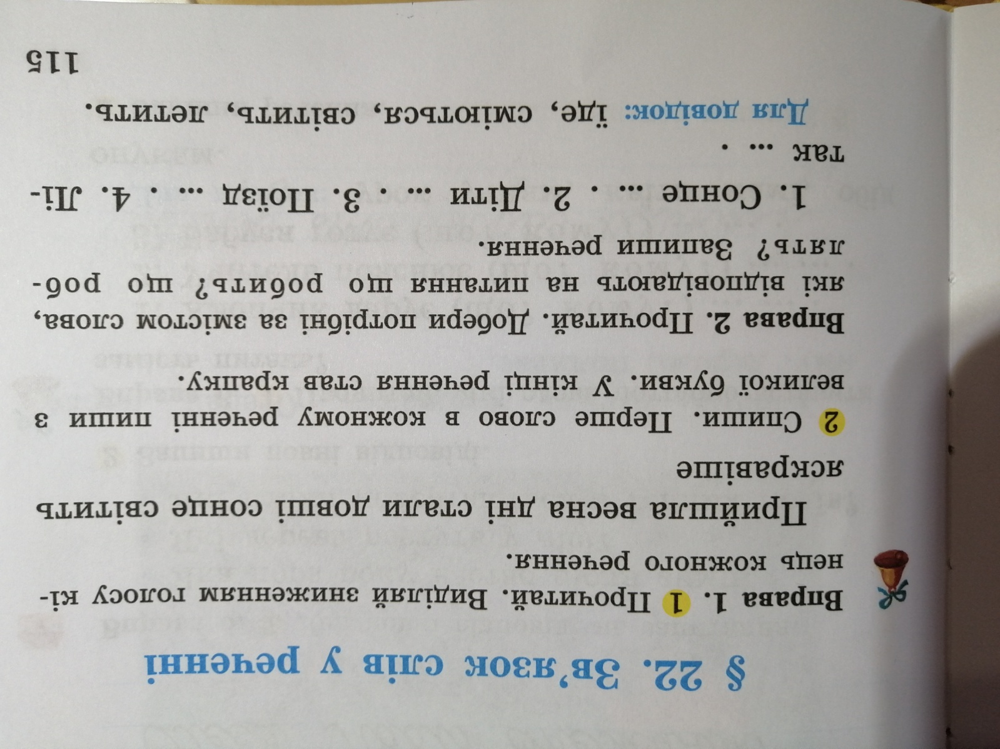 § 22. Зв’язок слів у реченні
Вправа 1. 1 Прочитай. Виділяй зниженням голосу кі-
нець кожного речення.
Прийшла весна дні стали довші сонце світить
яскравіше
2 Спиши. Перше слово в кожному реченні пиши з
великої букви. У кінці речення став крапку.
Вправа 2. Прочитай. Добери потрібні за змістом слова,
які відповідають на питання що робить? що роб-
лять? Запиши речення.
1. Сонце ... . 2. Діти ... . 3. Поїзд ... . 4. Лі-
так ... .
Для довідок: їде, сміються, світить, летить.
115